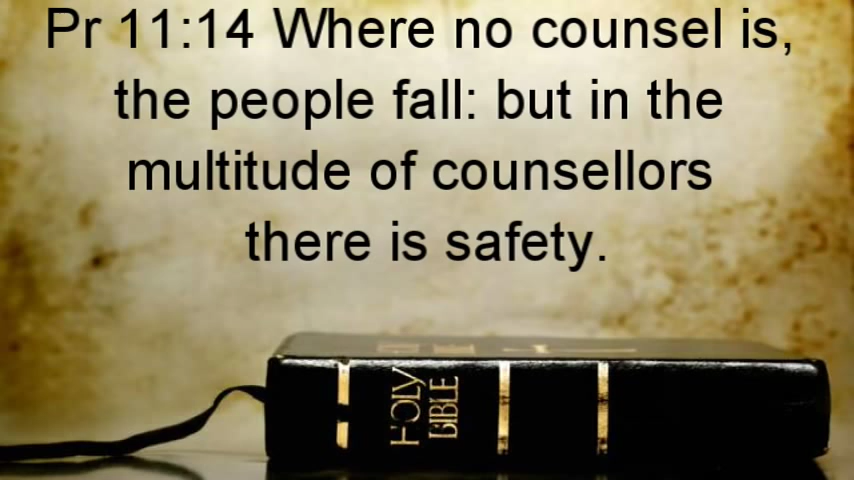 Pr 11:14 Where no counsel is,
the people fall: but in the
multitude of counsellors
there is safety.
HOLY
BIBLE